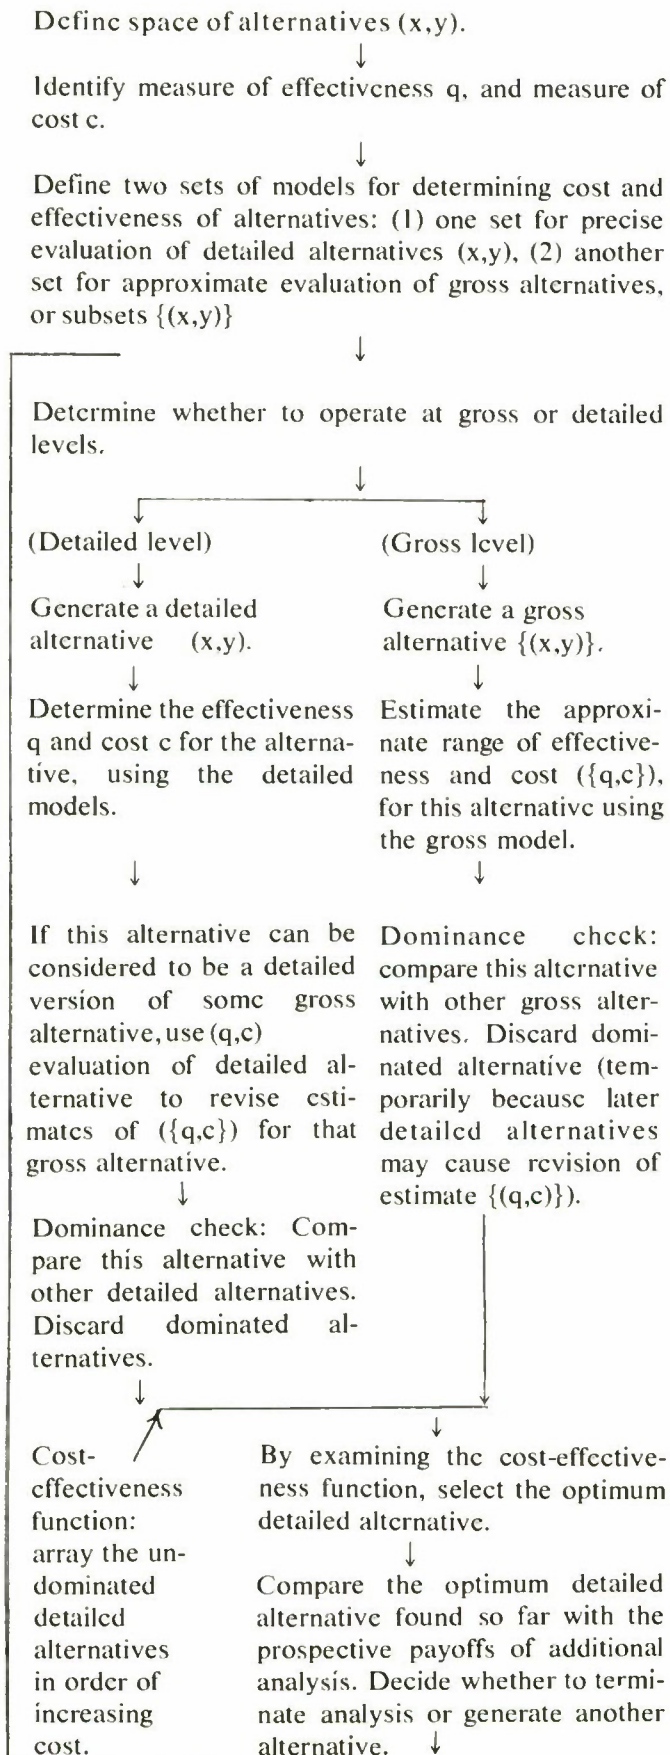 Define space of alternatives (x,y).
↓
Identify measure of effectiveness q, and measure of
cost c.
↓
Define two sets of models for determining cost and
effectiveness of alternatives: (1) one set for precise
evaluation of detailed alternatives (x,y), (2) another
set for approximate evaluation of gross alternatives,
or subsets {(x,y)}
↓
Determine whether to operate at gross or detailed
levels.
↓
(Detailed level)
↓
Generate a detailed
alternative (x,y).
↓
Determine the effectiveness
q and cost c for the alterna-
tive, using the detailed
models.
↓
If this alternative can be
considered to be a detailed
version of some gross
alternative, use (q,c)
evaluation of detailed al-
ternative to revise esti-
mates of ({q,c}) for that
gross alternative.
↓
Dominance check: Com-
pare this alternative with
other detailed alternatives.
Discard dominated al-
ternatives.
↓
(Gross level)
↓
Generate a gross
alternative {(x,y)}.
↓
Estimate the approxi-
nate range of effective-
ness and cost ({q,c}),
for this alternative using
the gross model.
↓
Dominance check:
compare this alternative
with other gross alter-
natives. Discard domi-
nated alternative (tem-
porarily because later
detailed alternatives
may cause revision of
estimate {(q,c)}).
Cost-
effectiveness
function:
array the un-
dominated
detailed
alternatives
in order of
increasing
cost.
↓
By examining the cost-effective-
ness function, select the optimum
detailed alternative.
↓
Compare the optimum detailed
alternative found so far with the
prospective payoffs of additional
analysis. Decide whether to termi-
nate analysis or generate another
alternative. ↓